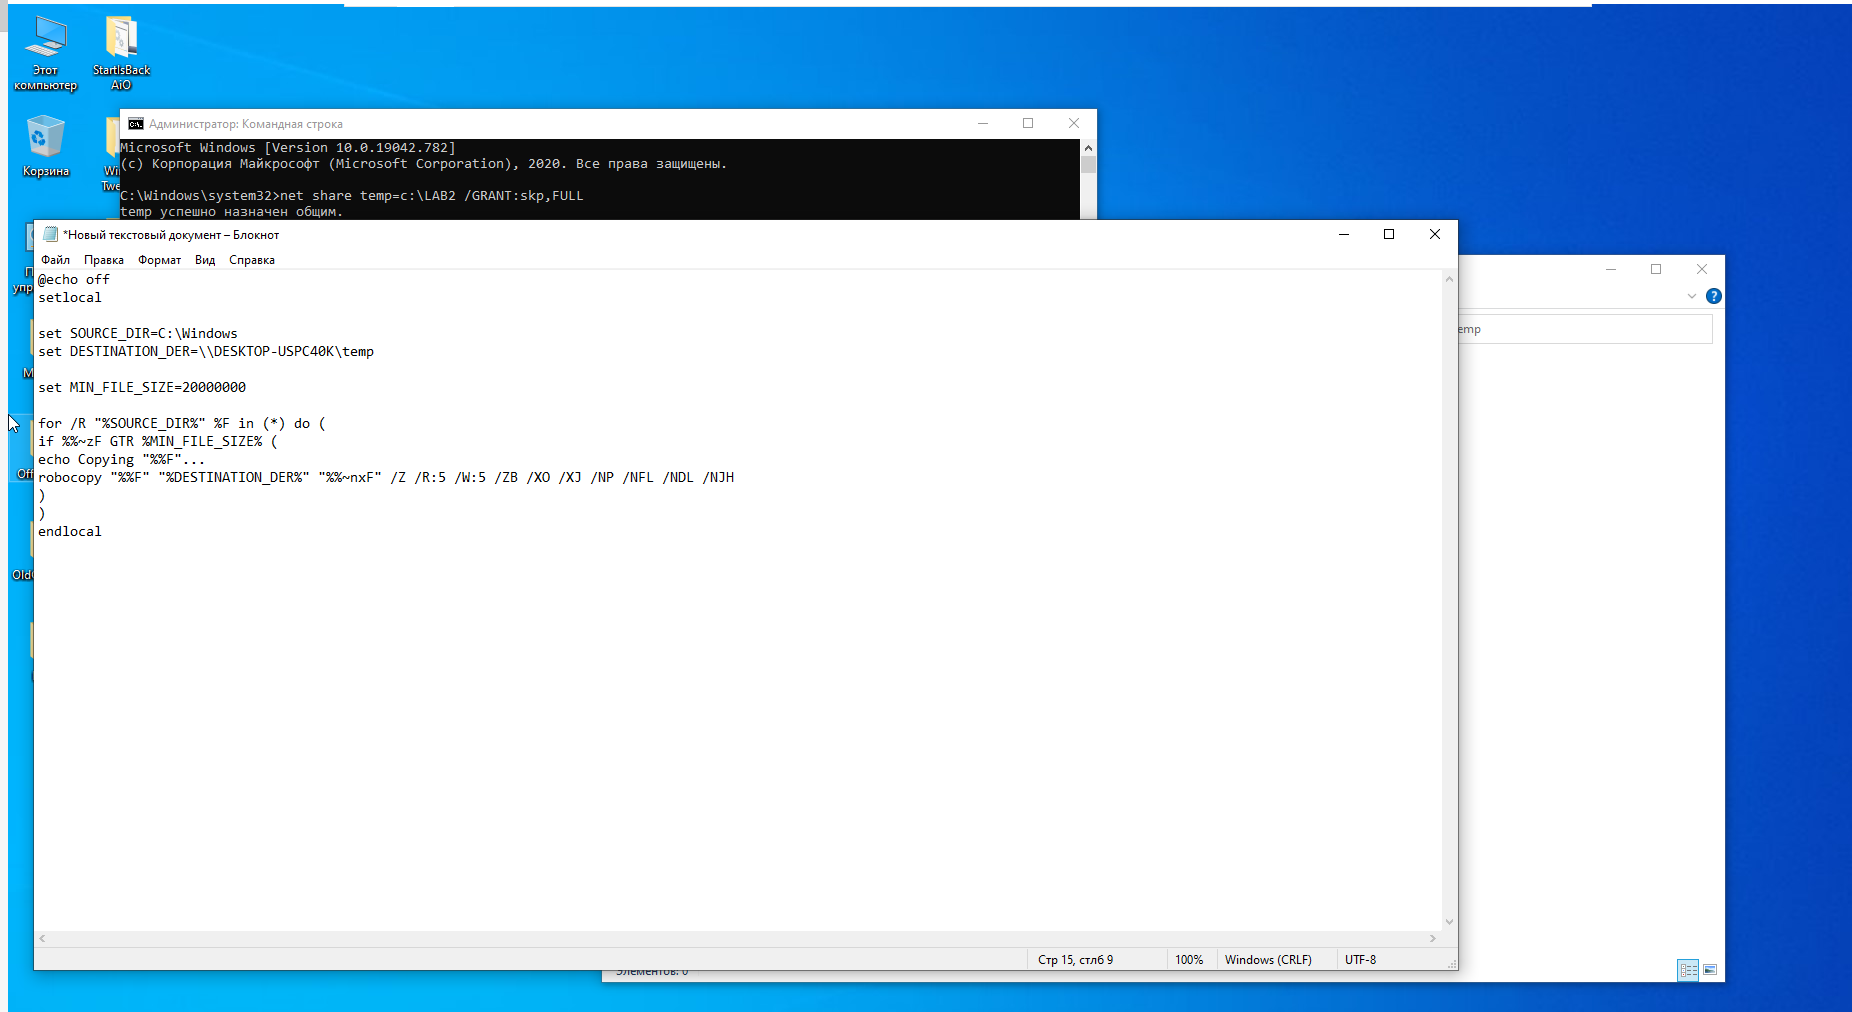 Этот
компьютер
StartIsBack
AiO
Корзина
Администратор: Командная строка
Microsoft Windows [Version 10.0.19042.782]
(c) Корпорация Майкрософт (Microsoft Corporation), 2020. Все права защищены.
C:\Windows\system32>net share temp=c:\LAB2 /GRANT:skp,FULL
temp успешно назначен общим.
*Новый текстовый документ – Блокнот
Файл Правка Формат Вид Справка
@echo off
setlocal
set SOURCE_DIR=C:\Windows
set DESTINATION_DER=\\DESKTOP-USPC40K\temp
set MIN_FILE_SIZE=20000000
for /R "%SOURCE_DIR%" %F in (*) do (
if %%~zF GTR %MIN_FILE_SIZE% (
echo Copying "%%F"...
robocopy "%%F" "%DESTINATION_DER%" "%%~nxF" /Z /R:5 /W:5 /ZB /XO /XJ /NP /NFL /NDL /NJH
)
)
endlocal
Стр 15, стлб 9 100% Windows (CRLF) UTF-8
Элементов: 0